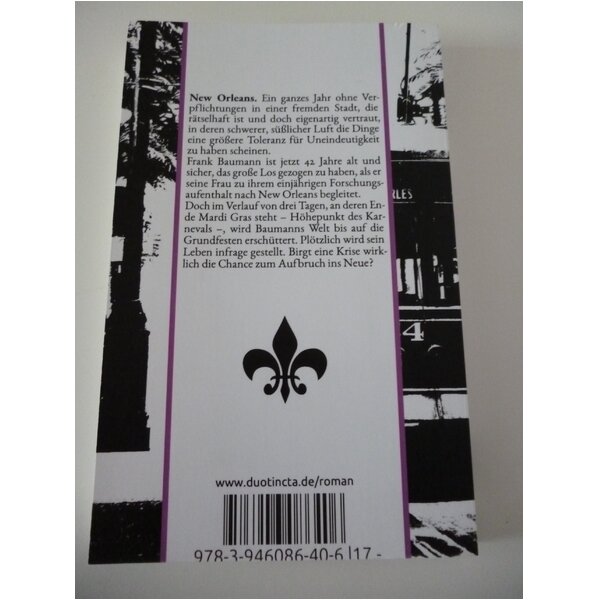 New Orleans. Ein ganzes Jahr ohne Ver-
pflichtungen in einer fremden Stadt, die
rätselhaft ist und doch eigenartig vertraut,
in deren schwerer, süßlicher Luft die Dinge
eine größere Toleranz für Uneindeutigkeit
zu haben scheinen.
Frank Baumann ist jetzt 42 Jahre alt und
sicher, das große Los gezogen zu haben, als er
seine Frau zu ihrem einjährigen Forschungs-
aufenthalt nach New Orleans begleitet.
Doch im Verlauf von drei Tagen, an deren En-
de Mardi Gras steht – Höhepunkt des Kar-
nevals –, wird Baumanns Welt bis auf die
Grundfesten erschüttert. Plötzlich wird sein
Leben infrage gestellt. Birgt eine Krise wirk-
lich die Chance zum Aufbruch ins Neue?
RLES
4
www.duotincta.de/roman
978-3-946086-40-6 |17-